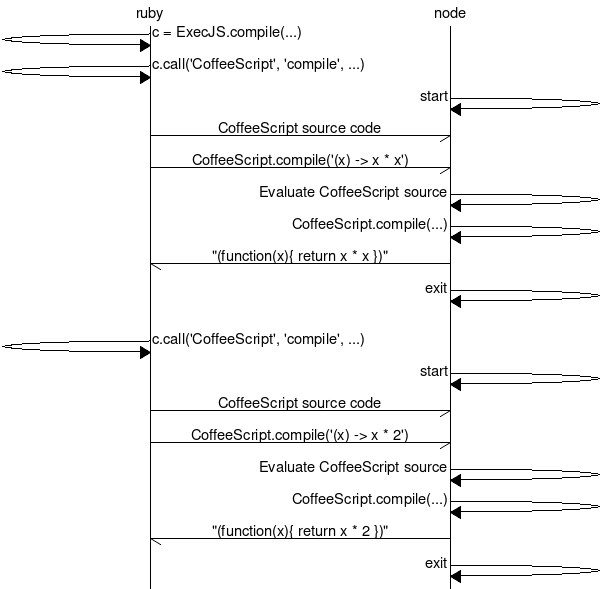 ruby
node
c = ExecJS.compile(...)
c.call('CoffeeScript', 'compile', ...)
start
CoffeeScript source code
CoffeeScript.compile('(x) -> x * x')
Evaluate CoffeeScript source
CoffeeScript.compile(...)
"(function(x){ return x * x })"
exit
c.call('CoffeeScript', 'compile', ...)
start
CoffeeScript source code
CoffeeScript.compile('(x) -> x * 2')
Evaluate CoffeeScript source
CoffeeScript.compile(...)
"(function(x){ return x * 2 })"
exit